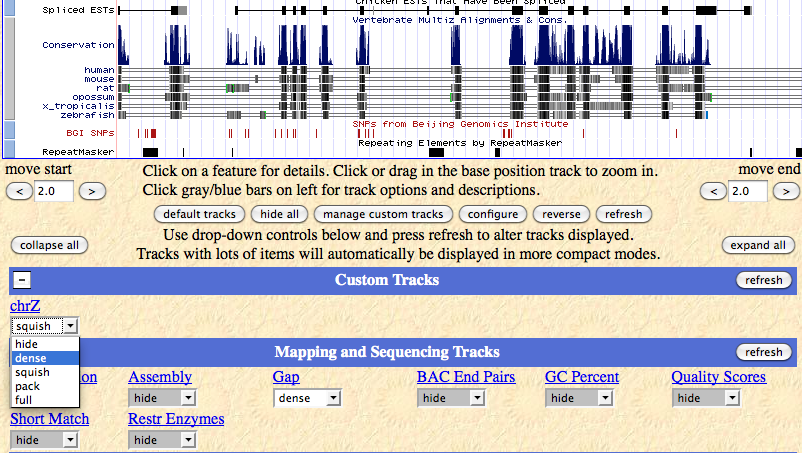 Chicken ESTs That Have Been Spliced
Spliced ESTs
Vertebrate Multiz Alignments & Cons.
Conservation
human
mouse
rat
opossum
x_tropicalis
zebrafish
SNPs from Beijing Genomics Institute
BGI SNPs
Repeating Elements by RepeatMasker
RepeatMasker
move start
Click on a feature for details. Click or drag in the base position track to zoom in.
move end
< 2.0 >
Click gray/blue bars on left for track options and descriptions.
< 2.0 >
default tracks hide all manage custom tracks configure reverse refresh
collapse all
Use drop-down controls below and press refresh to alter tracks displayed.
expand all
Tracks with lots of items will automatically be displayed in more compact modes.
- Custom Tracks refresh
chrZ
squish
hide
dense
squish
pack
full
Mapping and Sequencing Tracks refresh
on Assembly Gap BAC End Pairs GC Percent Quality Scores
hide dense hide hide hide
Short Match Restr Enzymes
hide hide